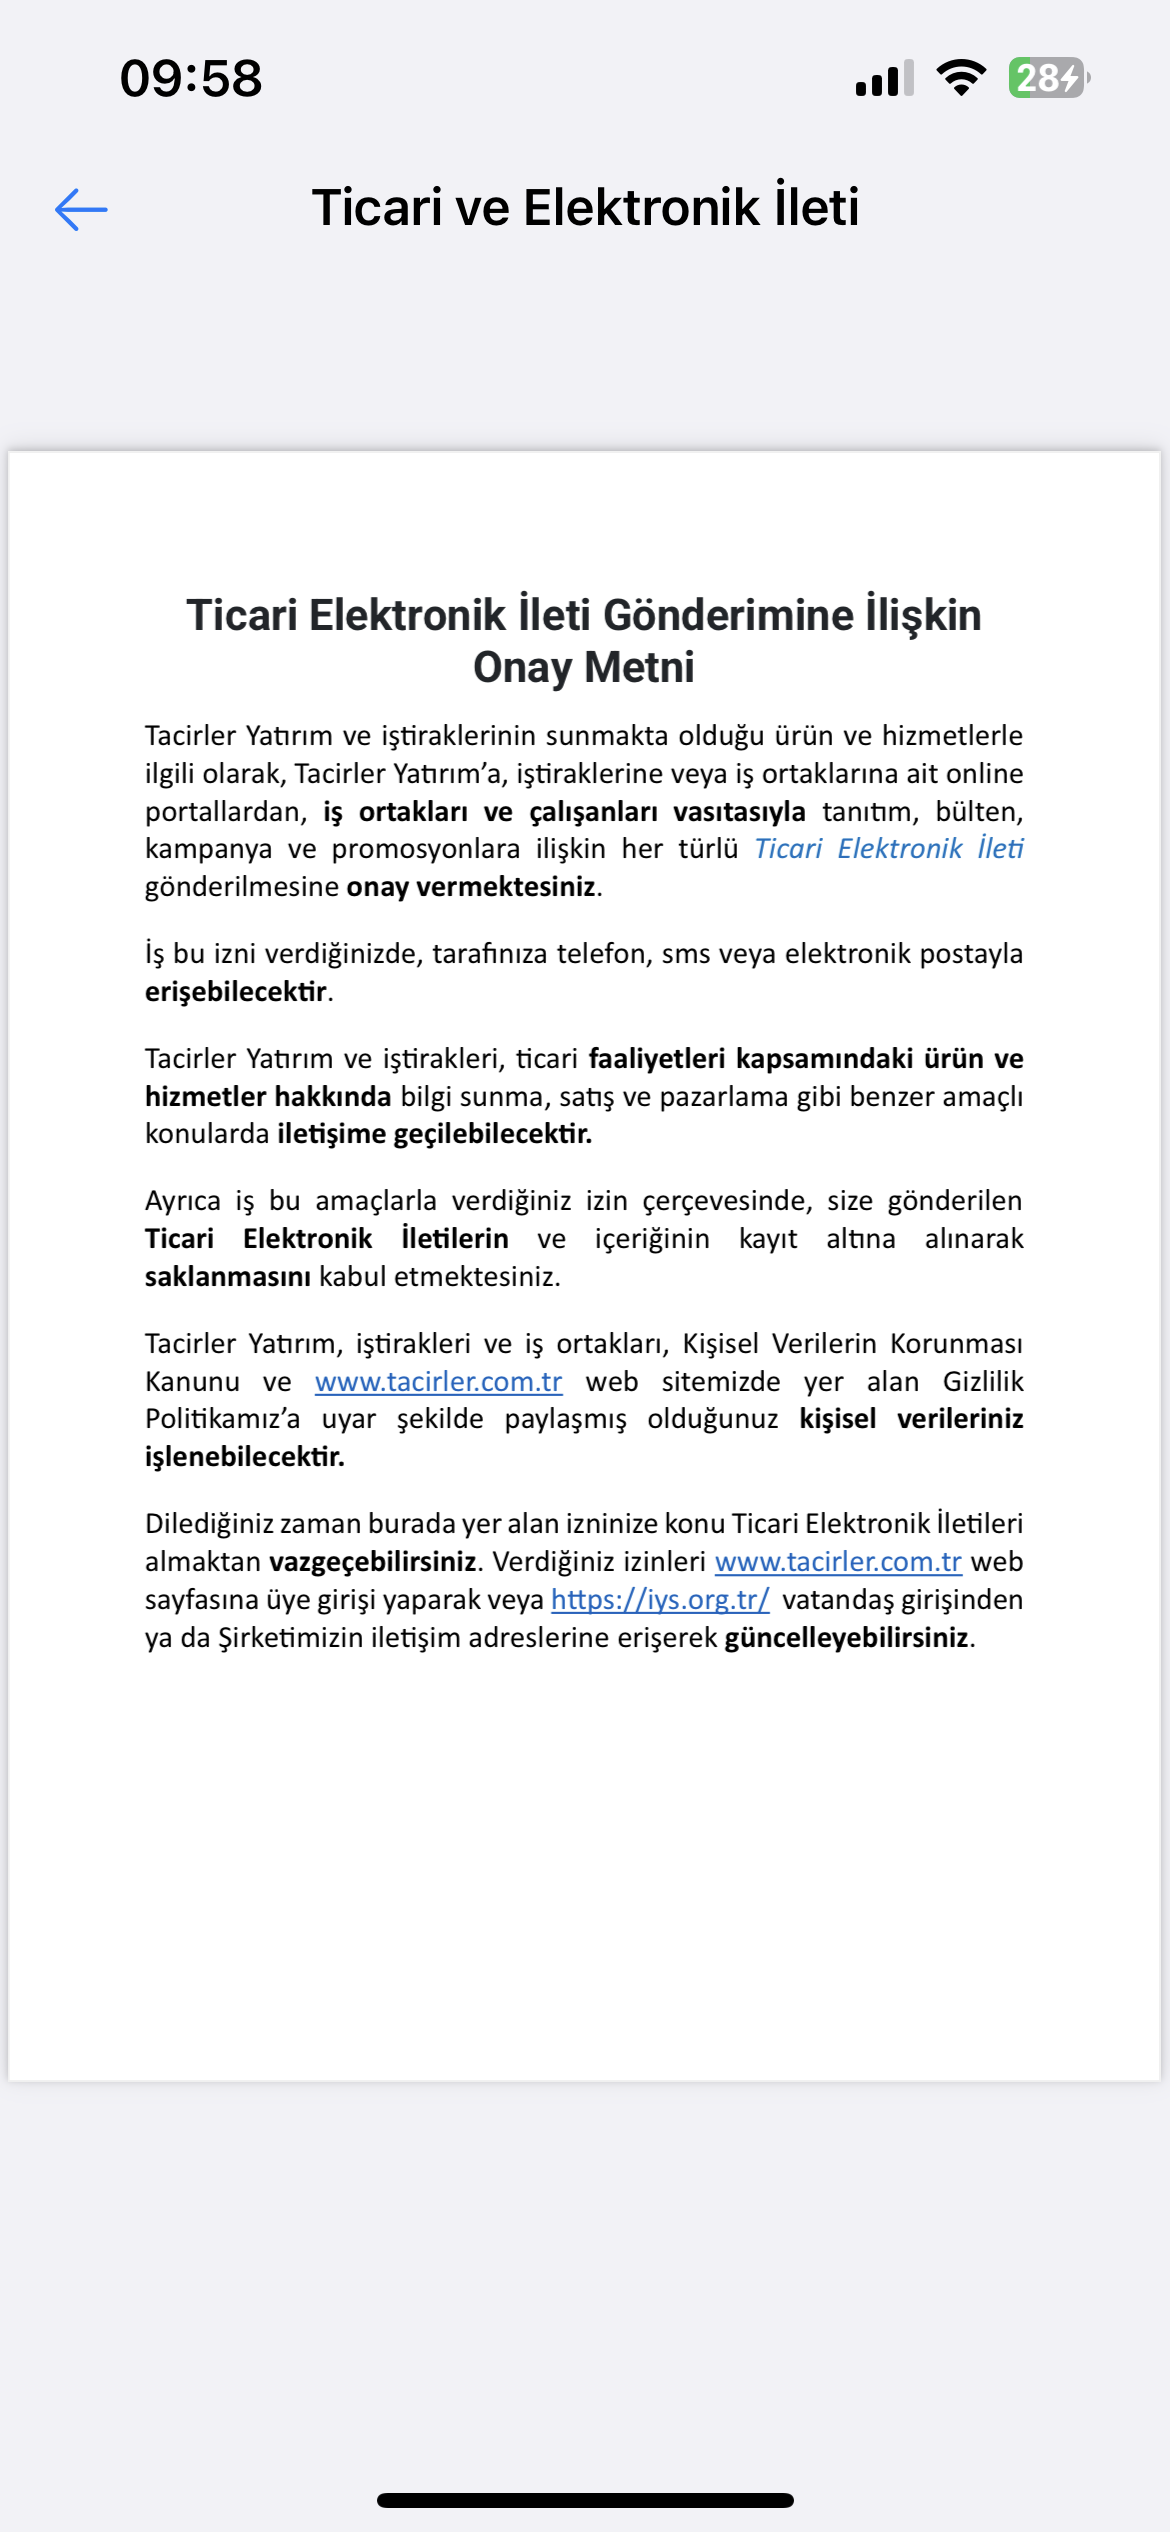 09:58
28
Ticari ve Elektronik İleti
Ticari Elektronik İleti Gönderimine İlişkin
Onay Metni
Tacirler Yatırım ve iştiraklerinin sunmakta olduğu ürün ve hizmetlerle
ilgili olarak, Tacirler Yatırım’a, iştiraklerine veya iş ortaklarına ait online
portallardan, iş ortakları ve çalışanları vasıtasıyla tanıtım, bülten,
kampanya ve promosyonlara ilişkin her türlü Ticari Elektronik İleti
gönderilmesine onay vermektesiniz.
İş bu izni verdiğinizde, tarafınıza telefon, sms veya elektronik postayla
erişebilecektir.
Tacirler Yatırım ve iştirakleri, ticari faaliyetleri kapsamındaki ürün ve
hizmetler hakkında bilgi sunma, satış ve pazarlama gibi benzer amaçlı
konularda iletişime geçilebilecektir.
Ayrıca iş bu amaçlarla verdiğiniz izin çerçevesinde, size gönderilen
Ticari Elektronik İletilerin ve içeriğinin kayıt altına alınarak
saklanmasını kabul etmektesiniz.
Tacirler Yatırım, iştirakleri ve iş ortakları, Kişisel Verilerin Korunması
Kanunu ve www.tacirler.com.tr web sitemizde yer alan Gizlilik
Politikamız’a uyar şekilde paylaşmış olduğunuz kişisel verileriniz
işlenebilecektir.
Dilediğiniz zaman burada yer alan izninize konu Ticari Elektronik İletileri
almaktan vazgeçebilirsiniz. Verdiğiniz izinleri www.tacirler.com.tr web
sayfasına üye girişi yaparak veya https://iys.org.tr/ vatandaş girişinden
ya da Şirketimizin iletişim adreslerine erişerek güncelleyebilirsiniz.